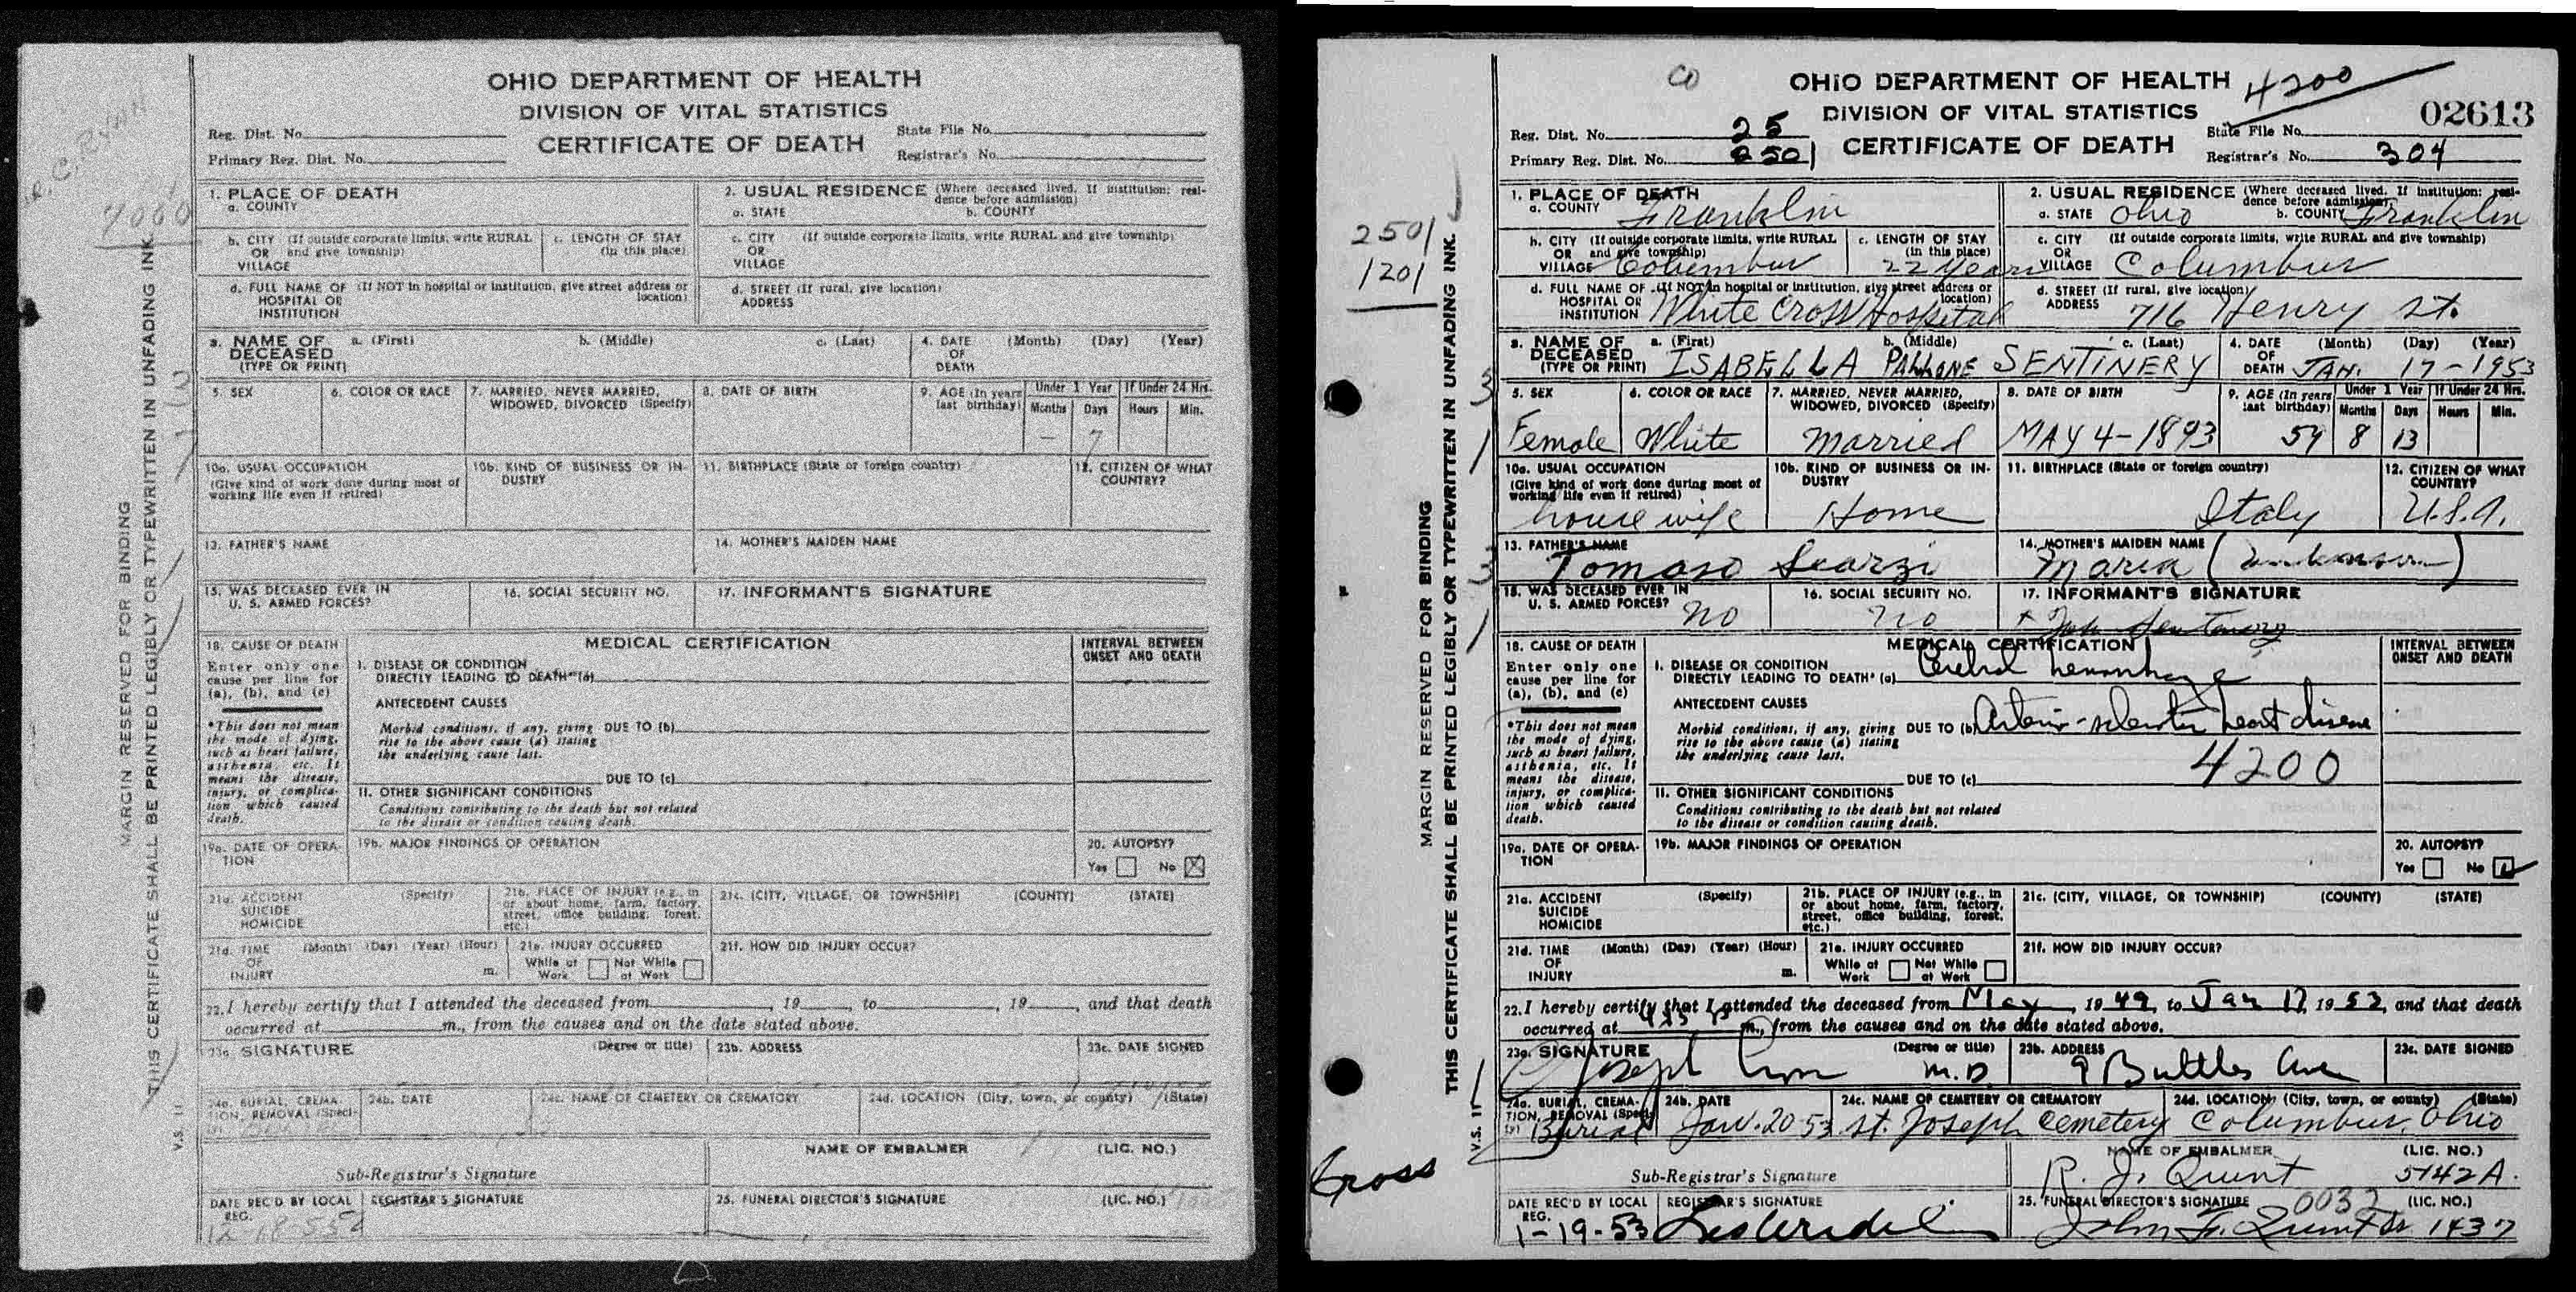 OHIO DEPARTMENT OF HEALTH
DIVISION OF VITAL STATISTICS
CERTIFICATE OF DEATH
Reg. Dist. No.
Primary Reg. Dist. No.
State File No.
Registrar's No.
1. PLACE OF DEATH
a. COUNTY
2. USUAL RESIDENCE (Where deceased lived. If institution: resi-
dence before admission)
a. STATE b. COUNTY
b. CITY (If outside corporate limits, write RURAL
OR and give township)
VILLAGE
c. LENGTH OF STAY
(in this place)
c. CITY (If outside corporate limits, write RURAL and give township)
OR
VILLAGE
d. FULL NAME OF (If NOT in hospital or institution, give street address or
HOSPITAL OR location)
INSTITUTION
d. STREET (If rural, give location)
ADDRESS
3. NAME OF a. (First) b. (Middle) c. (Last)
DECEASED
(TYPE OR PRINT)
4. DATE (Month) (Day) (Year)
OF
DEATH
5. SEX
6. COLOR OR RACE
7. MARRIED, NEVER MARRIED,
WIDOWED, DIVORCED (Specify)
8. DATE OF BIRTH
9. AGE (In years
last birthday)
Under 1 Year If Under 24 Hrs.
Months Days Hours Min.
- 7
10a. USUAL OCCUPATION
(Give kind of work done during most of
working life even if retired)
10b. KIND OF BUSINESS OR IN-
DUSTRY
11. BIRTHPLACE (State or foreign country)
12. CITIZEN OF WHAT
COUNTRY?
13. FATHER'S NAME
14. MOTHER'S MAIDEN NAME
15. WAS DECEASED EVER IN
U. S. ARMED FORCES?
16. SOCIAL SECURITY NO.
17. INFORMANT'S SIGNATURE
18. CAUSE OF DEATH
Enter only one
cause per line for
(a), (b), and (c)
*This does not mean
the mode of dying,
such as heart failure,
asthenia, etc. It
means the disease,
injury, or complica-
tion which caused
death.
MEDICAL CERTIFICATION
INTERVAL BETWEEN
ONSET AND DEATH
I. DISEASE OR CONDITION
DIRECTLY LEADING TO DEATH* (a)
ANTECEDENT CAUSES
Morbid conditions, if any, giving DUE TO (b)
rise to the above cause (a) stating
the underlying cause last.
DUE TO (c)
II. OTHER SIGNIFICANT CONDITIONS
Conditions contributing to the death but not related
to the disease or condition causing death.
19a. DATE OF OPERA-
TION
19b. MAJOR FINDINGS OF OPERATION
20. AUTOPSY?
Yes No X
21a. ACCIDENT (Specify)
SUICIDE
HOMICIDE
21b. PLACE OF INJURY (e.g., in
or about home, farm, factory,
street, office building, forest,
etc.)
21c. (CITY, VILLAGE, OR TOWNSHIP) (COUNTY) (STATE)
21d. TIME (Month) (Day) (Year) (Hour)
OF
INJURY m.
21e. INJURY OCCURRED
While at Not While
Work at Work
21f. HOW DID INJURY OCCUR?
22. I hereby certify that I attended the deceased from , 19 , to , 19 , and that death
occurred at m., from the causes and on the date stated above.
23a. SIGNATURE (Degree or title)
23b. ADDRESS
23c. DATE SIGNED
24a. BURIAL, CREMA-
TION, REMOVAL (Speci-
fy)
24b. DATE
24c. NAME OF CEMETERY OR CREMATORY
24d. LOCATION (City, town, or county) (State)
NAME OF EMBALMER (LIC. NO.)
Sub-Registrar's Signature
DATE REC'D BY LOCAL
REG.
REGISTRAR'S SIGNATURE
25. FUNERAL DIRECTOR'S SIGNATURE (LIC. NO.)
MARGIN RESERVED FOR BINDING
THIS CERTIFICATE SHALL BE PRINTED LEGIBLY OR TYPEWRITTEN IN UNFADING INK.
V.S. 11
CO
OHIO DEPARTMENT OF HEALTH
4200
DIVISION OF VITAL STATISTICS
02613
CERTIFICATE OF DEATH
Reg. Dist. No. 25
Primary Reg. Dist. No. 2501
State File No.
Registrar's No. 304
2501
1201
1. PLACE OF DEATH
a. COUNTY Franklin
2. USUAL RESIDENCE (Where deceased lived. If institution: resi-
dence before admission)
a. STATE Ohio b. COUNTY Franklin
b. CITY (If outside corporate limits, write RURAL
OR and give township)
VILLAGE Columbus
c. LENGTH OF STAY
(in this place)
22 Years
c. CITY (If outside corporate limits, write RURAL and give township)
OR
VILLAGE Columbus
d. FULL NAME OF (If NOT in hospital or institution, give street address or
HOSPITAL OR location)
INSTITUTION White Cross Hospital
d. STREET (If rural, give location)
ADDRESS 716 Henry St.
3. NAME OF a. (First) b. (Middle) c. (Last)
DECEASED
(TYPE OR PRINT) ISABELLA PALLONE SENTINERY
4. DATE (Month) (Day) (Year)
OF
DEATH JAN. 17-1953
5. SEX
Female
6. COLOR OR RACE
White
7. MARRIED, NEVER MARRIED,
WIDOWED, DIVORCED (Specify)
Married
8. DATE OF BIRTH
MAY 4-1893
9. AGE (In years
last birthday)
Under 1 Year If Under 24 Hrs.
Months Days Hours Min.
59 8 13
10a. USUAL OCCUPATION
(Give kind of work done during most of
working life even if retired)
housewife
10b. KIND OF BUSINESS OR IN-
DUSTRY
Home
11. BIRTHPLACE (State or foreign country)
Italy
12. CITIZEN OF WHAT
COUNTRY?
U.S.A.
13. FATHER'S NAME
Tomaso Scarzi
14. MOTHER'S MAIDEN NAME
Maria (unknown)
15. WAS DECEASED EVER IN
U. S. ARMED FORCES? NO
16. SOCIAL SECURITY NO.
no
17. INFORMANT'S SIGNATURE
18. CAUSE OF DEATH
Enter only one
cause per line for
(a), (b), and (c)
*This does not mean
the mode of dying,
such as heart failure,
asthenia, etc. It
means the disease,
injury, or complica-
tion which caused
death.
MEDICAL CERTIFICATION
INTERVAL BETWEEN
ONSET AND DEATH
I. DISEASE OR CONDITION
DIRECTLY LEADING TO DEATH* (a) Cerebral hemorrhage
ANTECEDENT CAUSES
Morbid conditions, if any, giving DUE TO (b) Arterio-sclerotic heart disease
rise to the above cause (a) stating
the underlying cause last.
4200
DUE TO (c)
II. OTHER SIGNIFICANT CONDITIONS
Conditions contributing to the death but not related
to the disease or condition causing death.
19a. DATE OF OPERA-
TION
19b. MAJOR FINDINGS OF OPERATION
20. AUTOPSY?
Yes No
21a. ACCIDENT (Specify)
SUICIDE
HOMICIDE
21b. PLACE OF INJURY (e.g., in
or about home, farm, factory,
street, office building, forest,
etc.)
21c. (CITY, VILLAGE, OR TOWNSHIP) (COUNTY) (STATE)
21d. TIME (Month) (Day) (Year) (Hour)
OF
INJURY m.
21e. INJURY OCCURRED
While at Not While
Work at Work
21f. HOW DID INJURY OCCUR?
22. I hereby certify that I attended the deceased from May , 1949, to Jan 17, 1953, and that death
occurred at m., from the causes and on the date stated above.
23a. SIGNATURE (Degree or title)
Joseph M.D.
23b. ADDRESS
9 Buttles Ave
23c. DATE SIGNED
24a. BURIAL, CREMA-
TION, REMOVAL (Speci-
fy) Burial
24b. DATE
Jan. 20 53
24c. NAME OF CEMETERY OR CREMATORY
St. Joseph Cemetery
24d. LOCATION (City, town, or county) (State)
Columbus, Ohio
NAME OF EMBALMER (LIC. NO.)
R. J. Quint 5142A.
Sub-Registrar's Signature
DATE REC'D BY LOCAL
REG.
1-19-53
REGISTRAR'S SIGNATURE
25. FUNERAL DIRECTOR'S SIGNATURE 0032 (LIC. NO.)
John F. Quint Sr 1437
Gross
MARGIN RESERVED FOR BINDING
THIS CERTIFICATE SHALL BE PRINTED LEGIBLY OR TYPEWRITTEN IN UNFADING INK.
V.S. 11